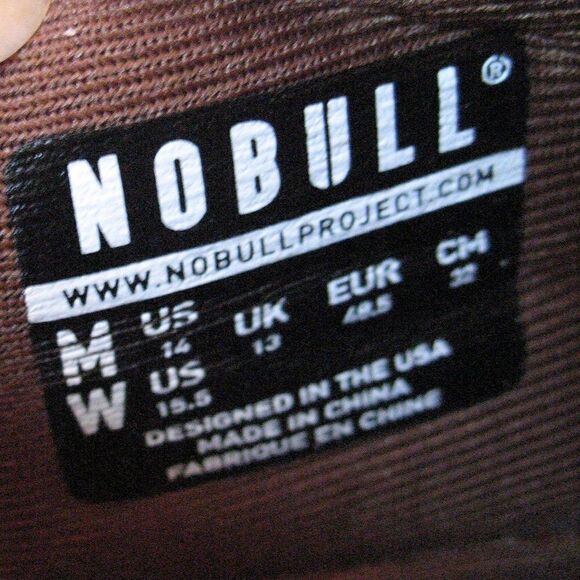 NOBULL®
WWW.NOBULLPROJECT.COM
M US 14 UK 13 EUR 48.5 CM 32
W US 15.5
DESIGNED IN THE USA
MADE IN CHINA
FABRIQUE EN CHINE